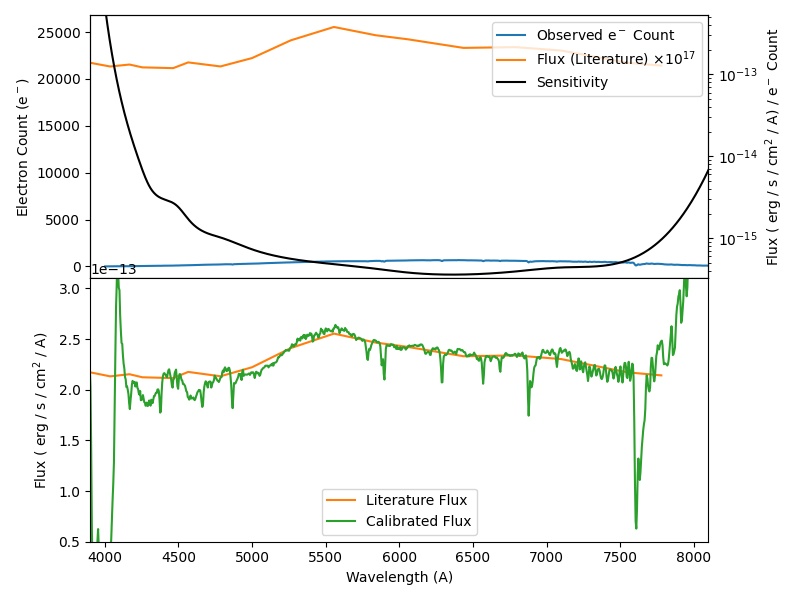 25000
20000
15000
10000
5000
0
Electron Count (e⁻)
Observed e⁻ Count
Flux (Literature) ×10¹⁷
Sensitivity
10⁻¹³
10⁻¹⁴
10⁻¹⁵
Flux ( erg / s / cm² / A) / e⁻ Count
1e−13
3.0
2.5
2.0
1.5
1.0
0.5
Flux ( erg / s / cm² / A)
Literature Flux
Calibrated Flux
4000 4500 5000 5500 6000 6500 7000 7500 8000
Wavelength (A)